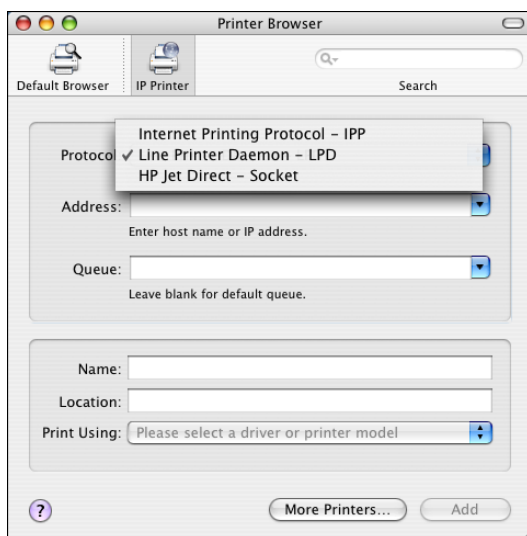 Printer Browser
Default Browser
IP Printer
Search
Internet Printing Protocol – IPP
Protocol ✓ Line Printer Daemon – LPD
HP Jet Direct – Socket
Address:
Enter host name or IP address.
Queue:
Leave blank for default queue.
Name:
Location:
Print Using: Please select a driver or printer model
? More Printers... Add